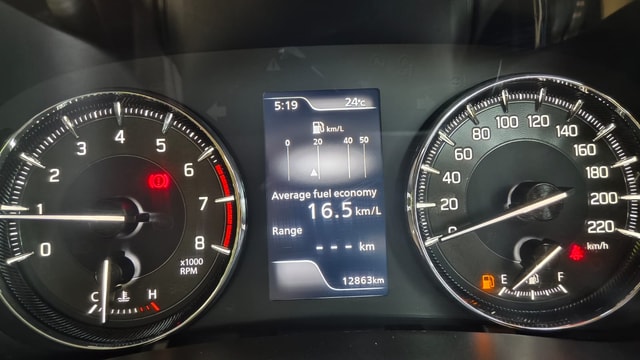 1
2
3
4
5
6
7
8
0
x1000
RPM
C
H
5:19
24°C
km/L
0 20 40 50
Average fuel economy
16.5 km/L
Range
--- km
12863km
0
20
40
60
80
100
120
140
160
180
200
220
km/h
E
F